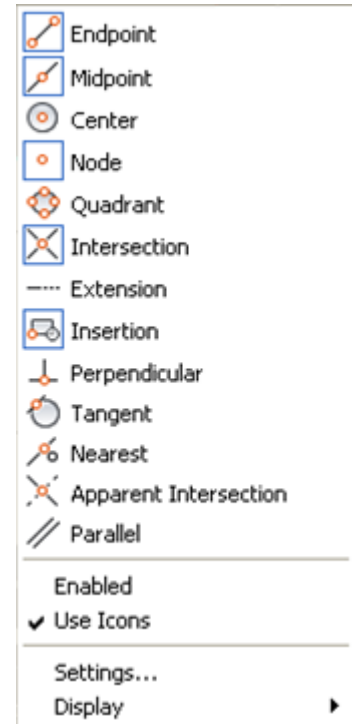 Endpoint
Midpoint
Center
Node
Quadrant
Intersection
Extension
Insertion
Perpendicular
Tangent
Nearest
Apparent Intersection
Parallel
Enabled
Use Icons
Settings...
Display